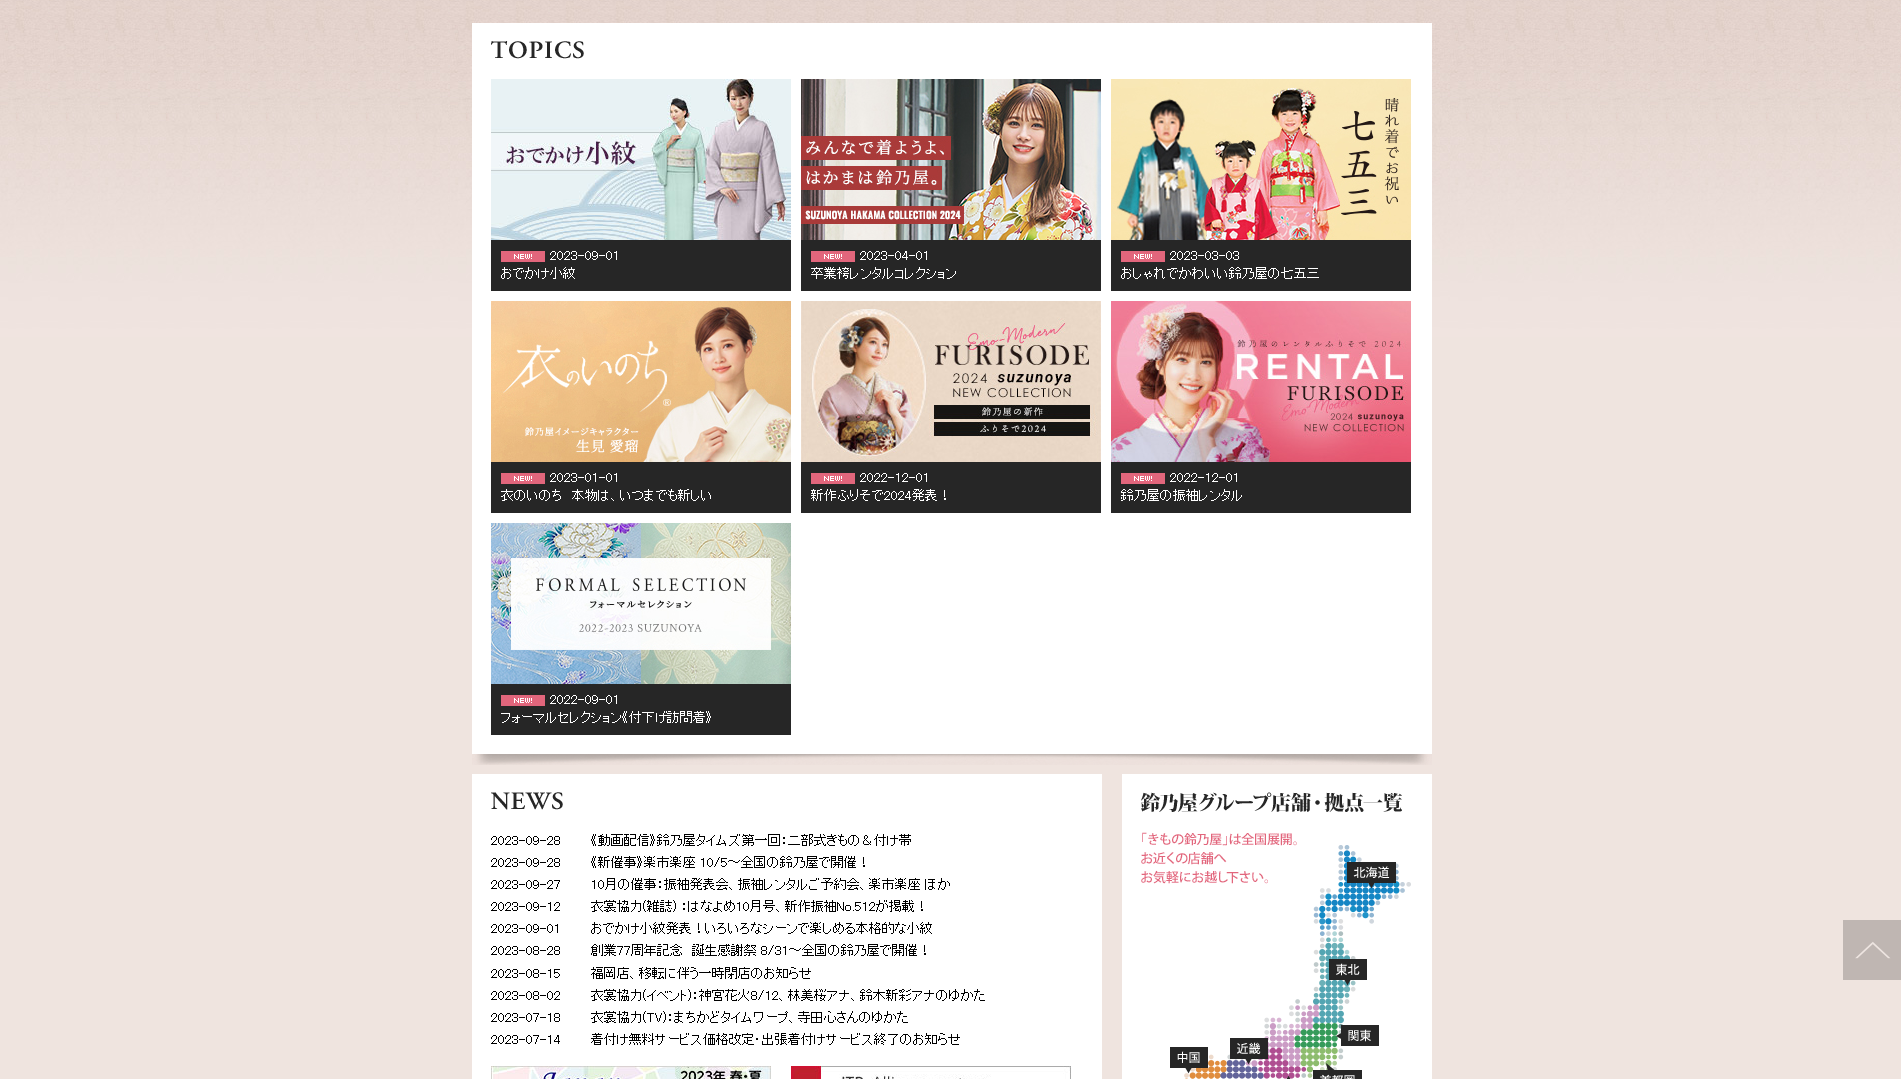 TOPICS
おでかけ小紋
NEW! 2023-09-01
おでかけ小紋
みんなで着ようよ、
はかまは鈴乃屋。
SUZUNOYA HAKAMA COLLECTION 2024
NEW! 2023-04-01
卒業袴レンタルコレクション
晴れ着でお祝い
七五三
NEW! 2023-03-03
おしゃれでかわいい鈴乃屋の七五三
衣のいのち®
鈴乃屋イメージキャラクター
生見 愛瑠
NEW! 2023-01-01
衣のいのち 本物は、いつまでも新しい
Emo-Modern
FURISODE
2024 suzunoya
NEW COLLECTION
鈴乃屋の新作
ふりそで2024
NEW! 2022-12-01
新作ふりそで2024発表！
鈴乃屋のレンタルふりそで 2024
RENTAL
FURISODE
Emo-Modern
2024 suzunoya
NEW COLLECTION
NEW! 2022-12-01
鈴乃屋の振袖レンタル
FORMAL SELECTION
フォーマルセレクション
2022-2023 SUZUNOYA
NEW! 2022-09-01
フォーマルセレクション《付下げ訪問着》
NEWS
2023-09-28 《動画配信》鈴乃屋タイムズ第一回：二部式きもの＆付け帯
2023-09-28 《新催事》楽市楽座 10/5～全国の鈴乃屋で開催！
2023-09-27 10月の催事：振袖発表会、振袖レンタルご予約会、楽市楽座 ほか
2023-09-12 衣裳協力(雑誌)：はなよめ10月号、新作振袖No.512が掲載！
2023-09-01 おでかけ小紋発表！いろいろなシーンで楽しめる本格的な小紋
2023-08-28 創業77周年記念 誕生感謝祭 8/31～全国の鈴乃屋で開催！
2023-08-15 福岡店、移転に伴う一時閉店のお知らせ
2023-08-02 衣裳協力(イベント)：神宮花火8/12、林美桜アナ、鈴木新彩アナのゆかた
2023-07-18 衣裳協力(TV)：まちかどタイムワープ、寺田心さんのゆかた
2023-07-14 着付け無料サービス価格改定・出張着付けサービス終了のお知らせ
2023年 春・夏
鈴乃屋グループ店舗・拠点一覧
「きもの鈴乃屋」は全国展開。
お近くの店舗へ
お気軽にお越し下さい。
北海道
東北
関東
近畿
中国
首都圏